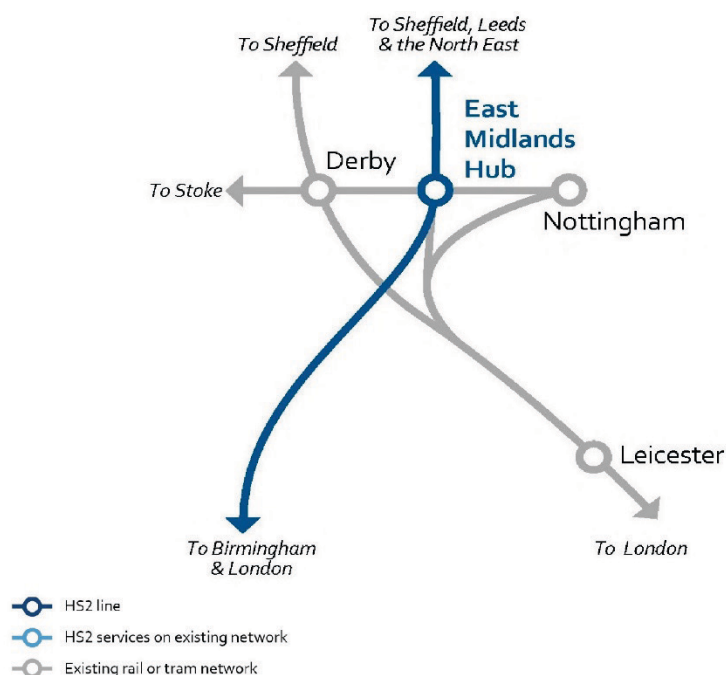 To Sheffield
To Sheffield, Leeds
& the North East
East
Midlands
Hub
Derby
To Stoke
Nottingham
Leicester
To Birmingham
& London
To London
HS2 line
HS2 services on existing network
Existing rail or tram network